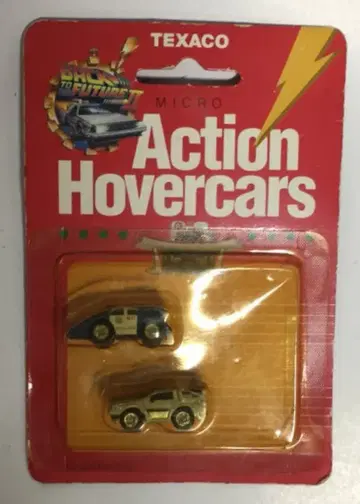 TEXACO
BACK
TO THE
FUTURE II
MICRO
Action
Hovercars